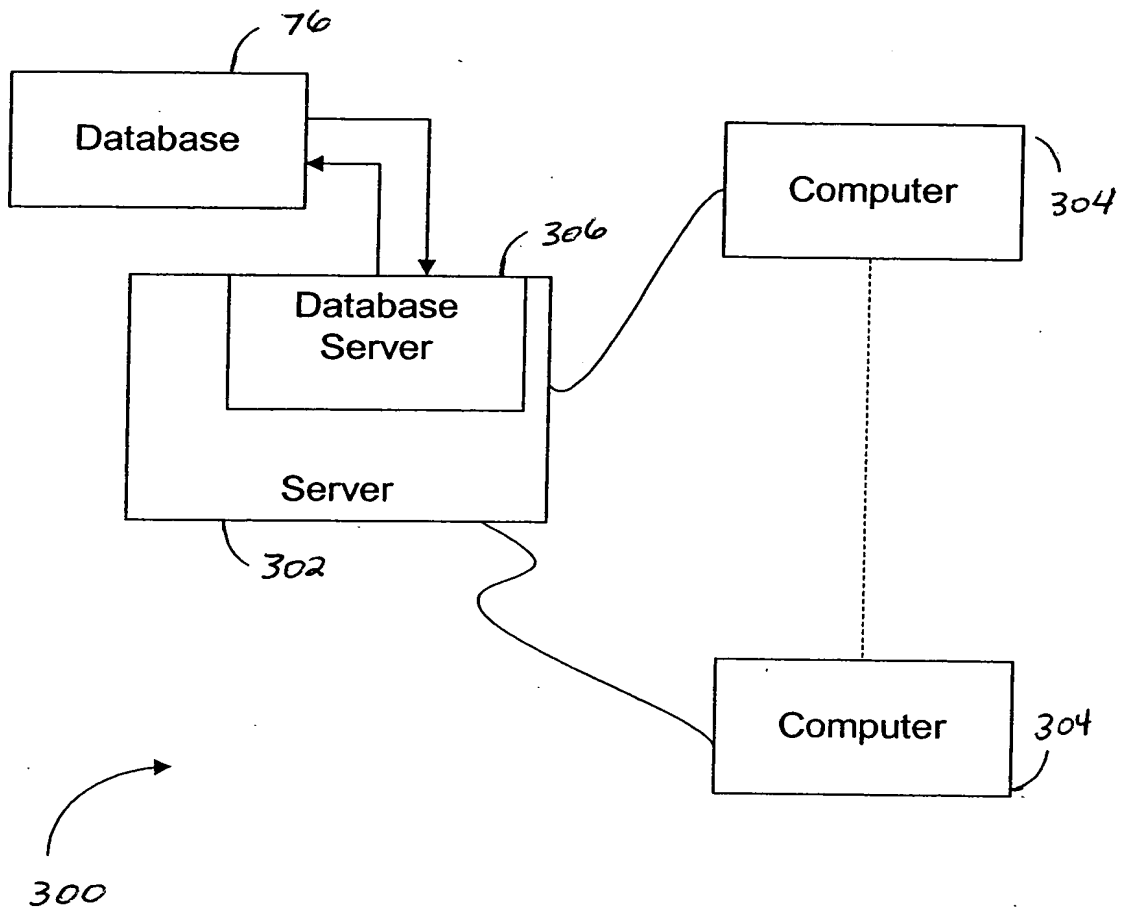 76
Database
Computer
304
306
Database
Server
Server
302
Computer
304
300